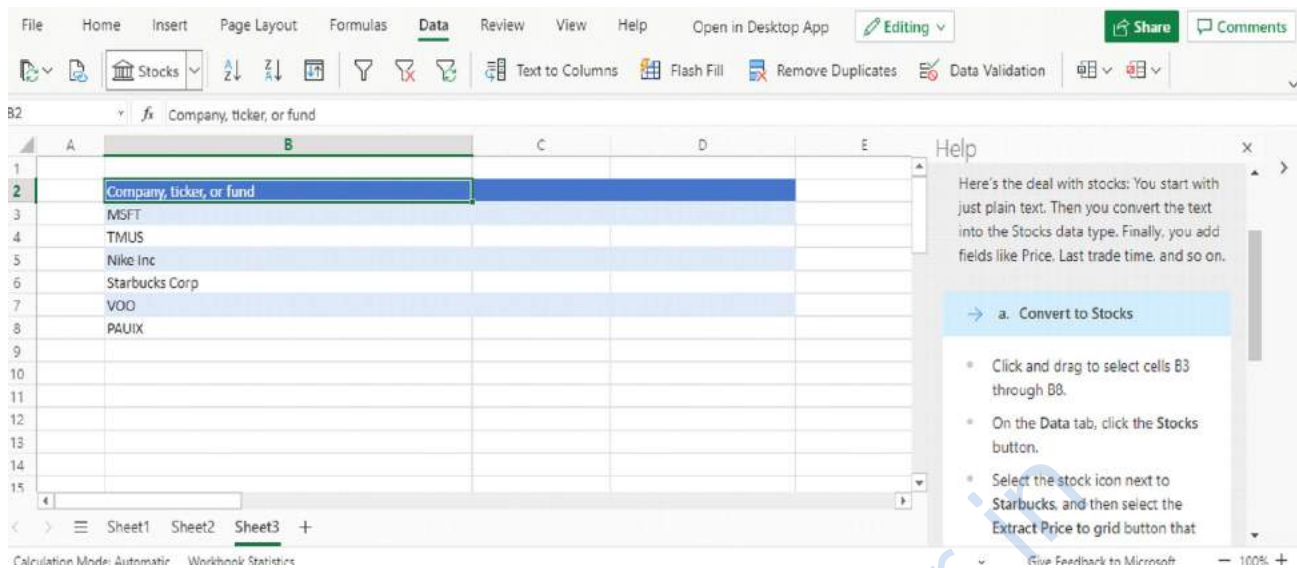 File Home Insert Page Layout Formulas Data Review View Help Open in Desktop App Editing Share Comments
Stocks Text to Columns Flash Fill Remove Duplicates Data Validation
B2 fx Company, ticker, or fund
A B C D E
1
2 Company, ticker, or fund
3 MSFT
4 TMUS
5 Nike Inc
6 Starbucks Corp
7 VOO
8 PAUIX
9
10
11
12
13
14
15
Sheet1 Sheet2 Sheet3 +
Help
Here's the deal with stocks: You start with
just plain text. Then you convert the text
into the Stocks data type. Finally, you add
fields like Price, Last trade time, and so on.
a. Convert to Stocks
Click and drag to select cells B3
through B8.
On the Data tab, click the Stocks
button.
Select the stock icon next to
Starbucks, and then select the
Extract Price to grid button that
Calculation Mode: Automatic Workbook Statistics Give Feedback to Microsoft — 100% +